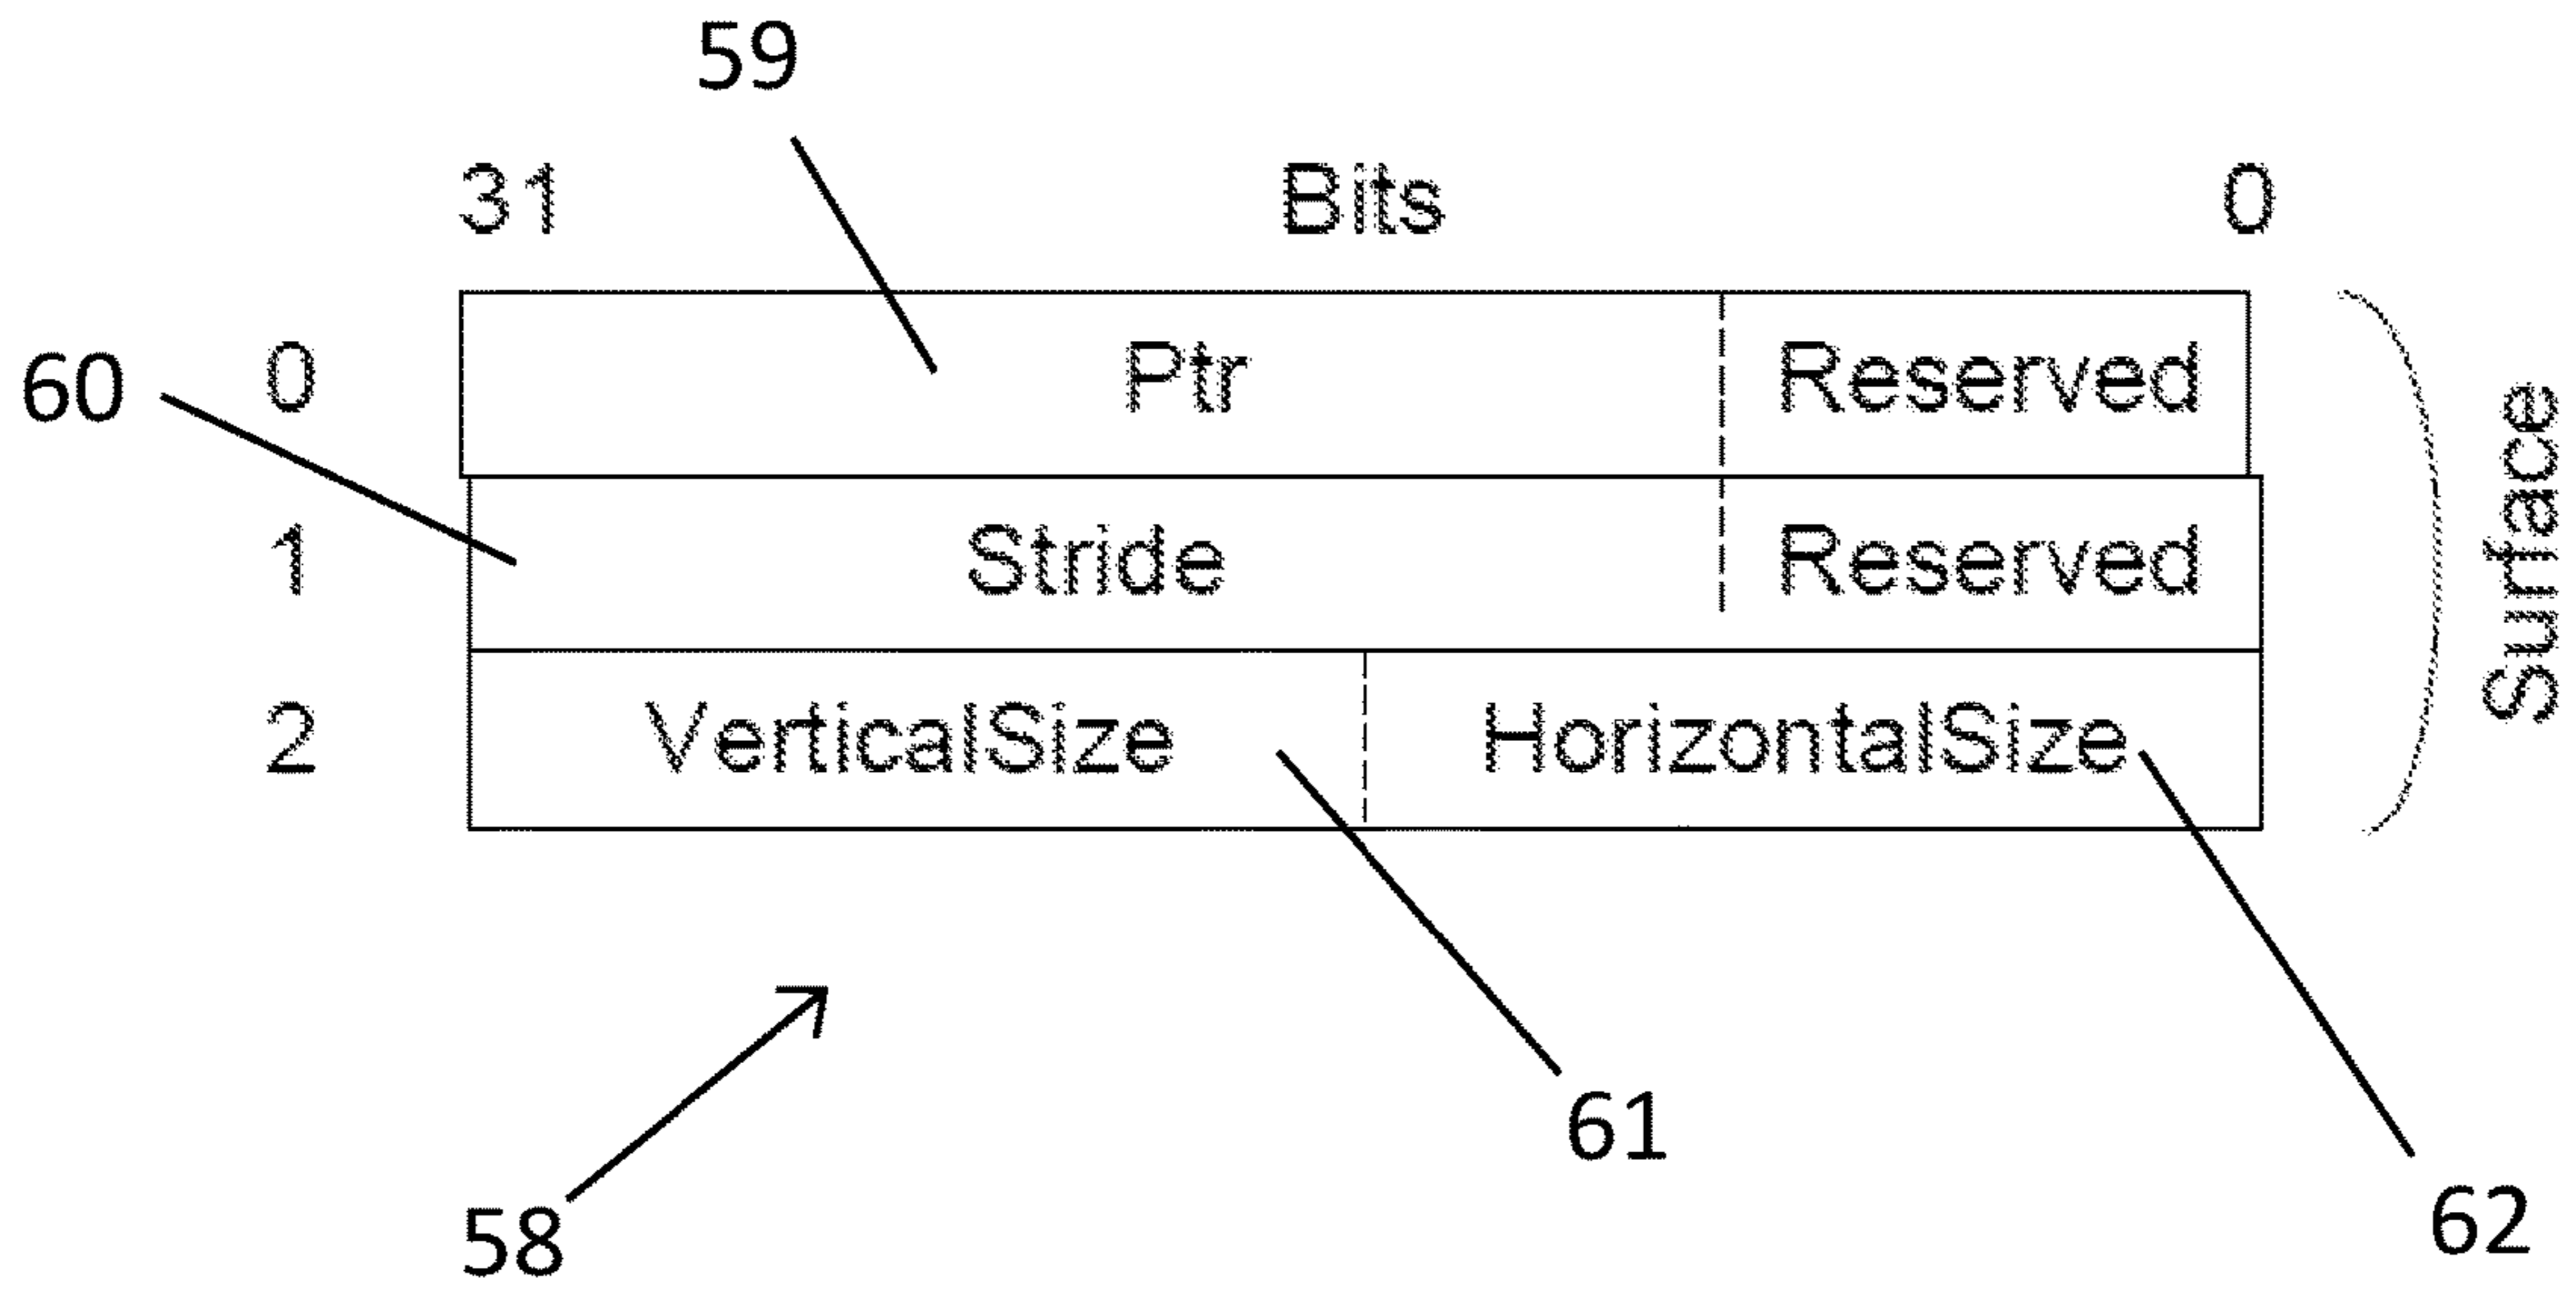 59
31 Bits 0
60 0 Ptr Reserved
1 Stride Reserved
2 VerticalSize HorizontalSize
Surface
61
58
62